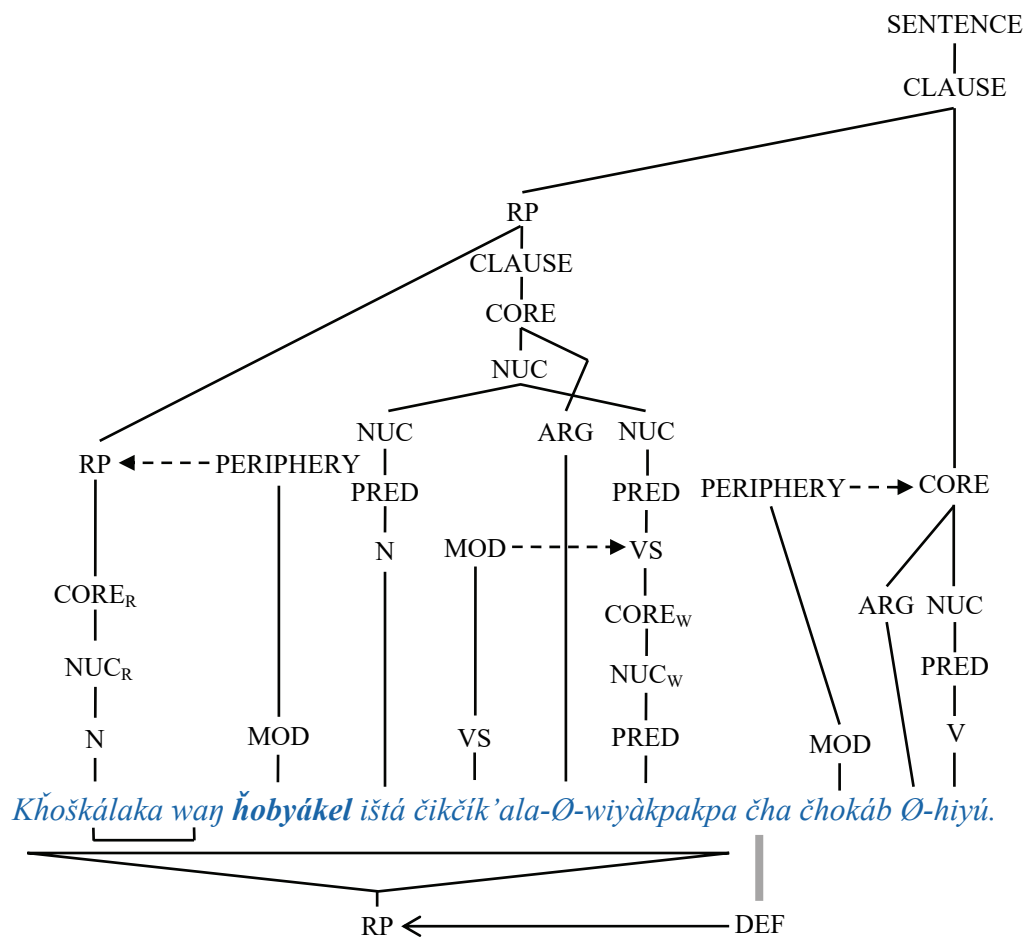 SENTENCE
CLAUSE
RP
CLAUSE
CORE
NUC
NUC ARG NUC
RP PERIPHERY
PRED PRED PERIPHERY CORE
N MOD VS
CORER COREW ARG NUC
NUCR NUCW PRED
N MOD VS PRED MOD V
Kȟoškálaka waŋ ȟobyákel ištá čikčík’ala-Ø-wiyàkpakpa čha čhokáb Ø-hiyú.
RP DEF